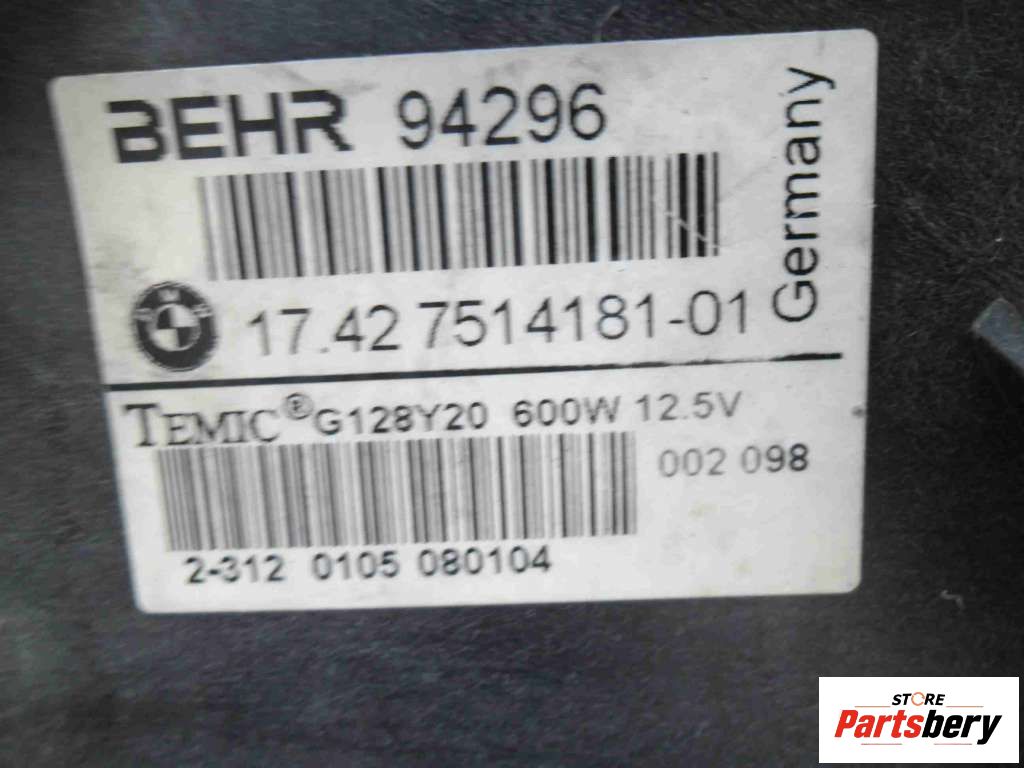 BEHR 94296
Germany
17.42 7514181-01
TEMIC® G128Y20 600W 12.5V
002 098
2-312 0105 080104
STORE
Partsbery